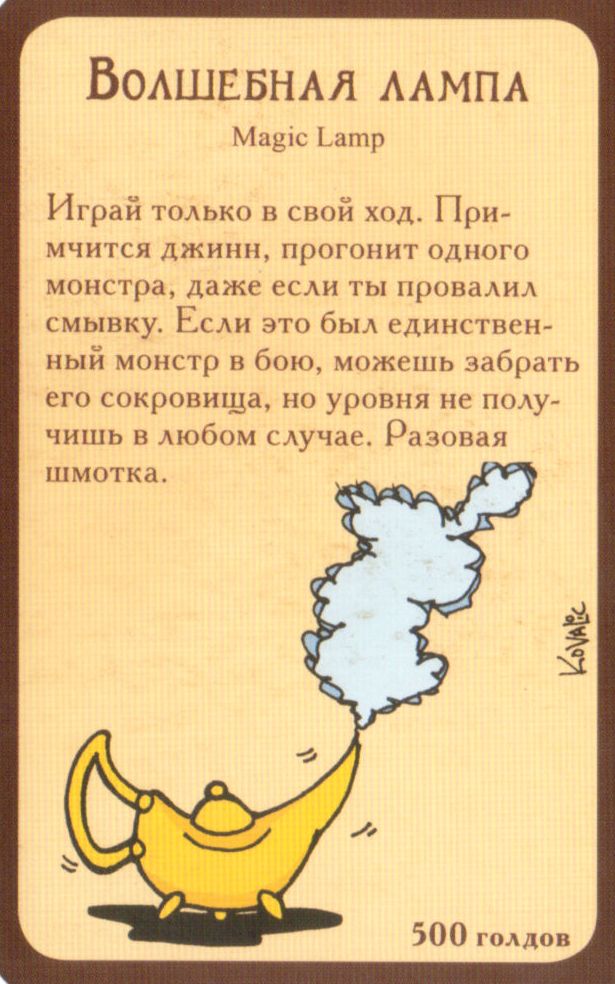 Волшебная лампа
Magic Lamp
Играй только в свой ход. При-
мчится джинн, прогонит одного
монстра, даже если ты провалил
смывку. Если это был единствен-
ный монстр в бою, можешь забрать
его сокровища, но уровня не полу-
чишь в любом случае. Разовая
шмотка.
Kovalic
500 голдов